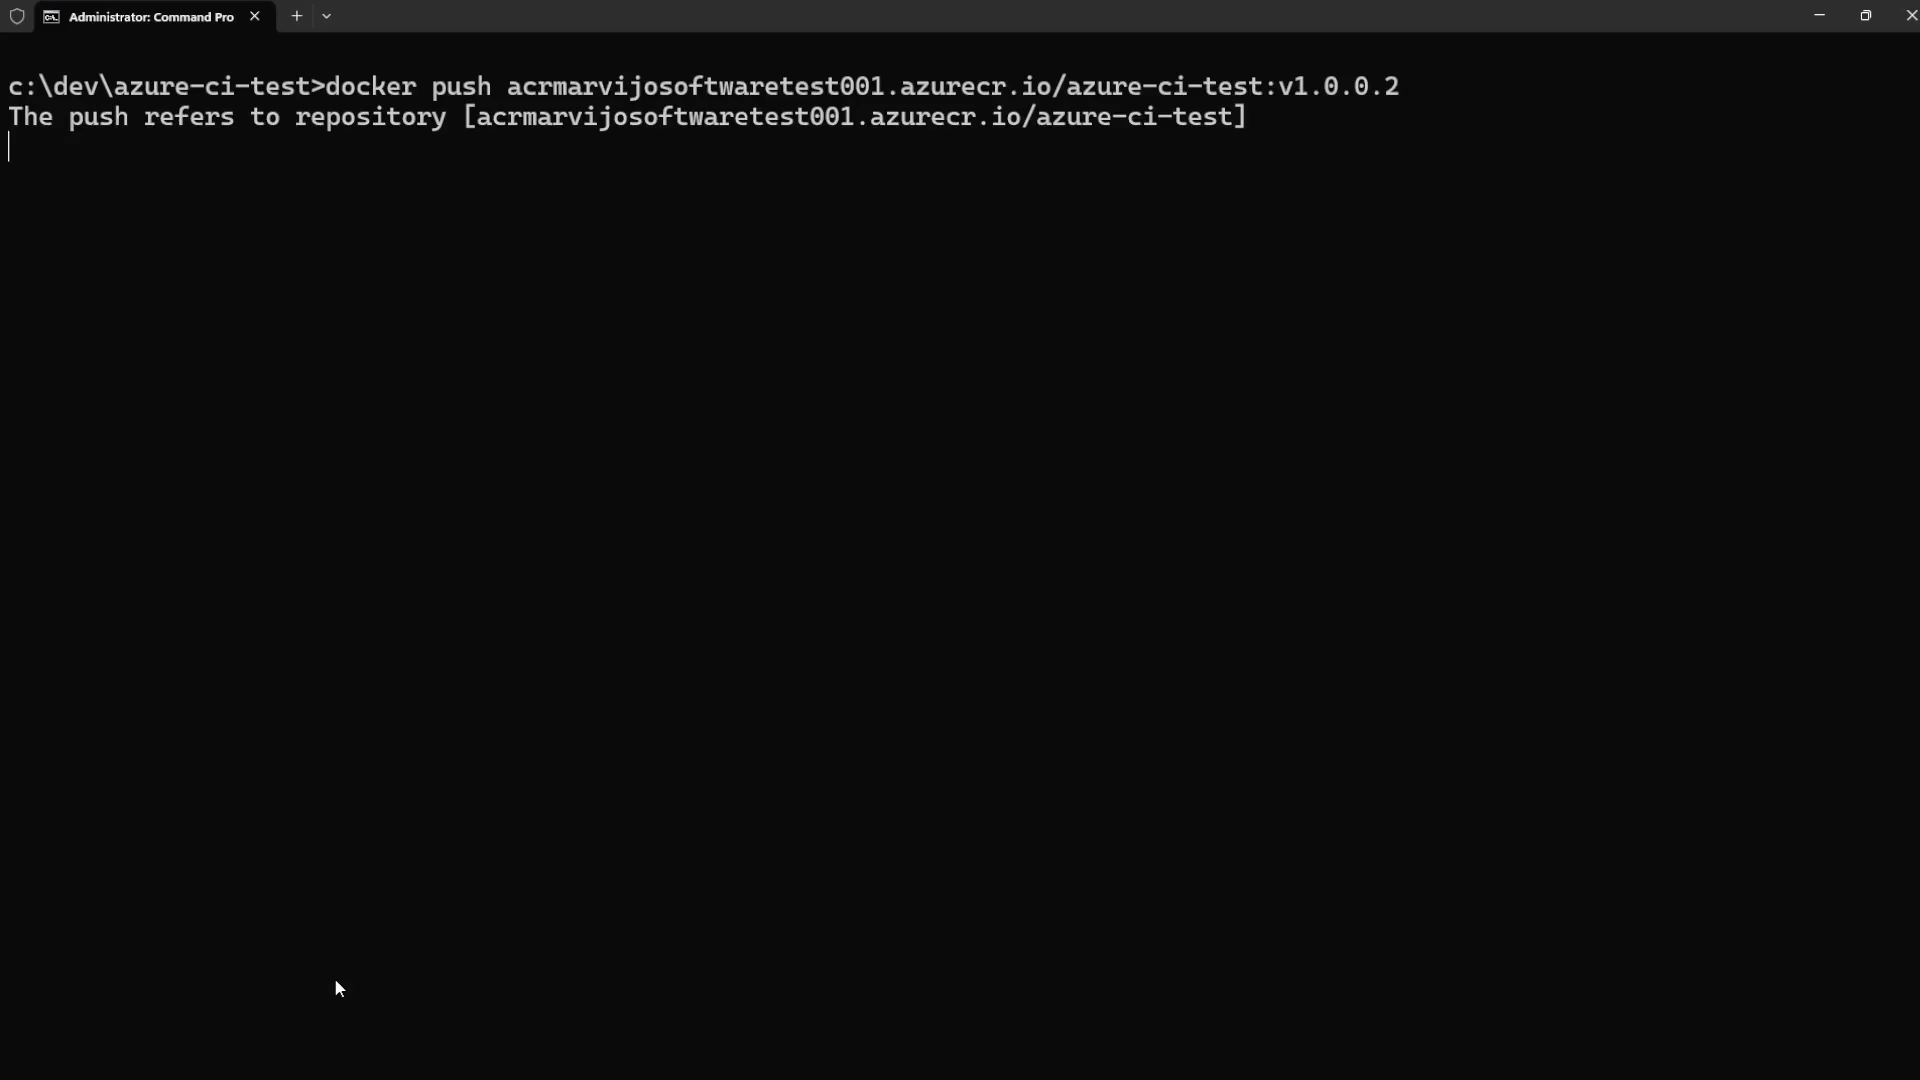 Administrator: Command Pro
c:\dev\azure-ci-test>docker push acrmarvijosoftwaretest001.azurecr.io/azure-ci-test:v1.0.0.2
The push refers to repository [acrmarvijosoftwaretest001.azurecr.io/azure-ci-test]